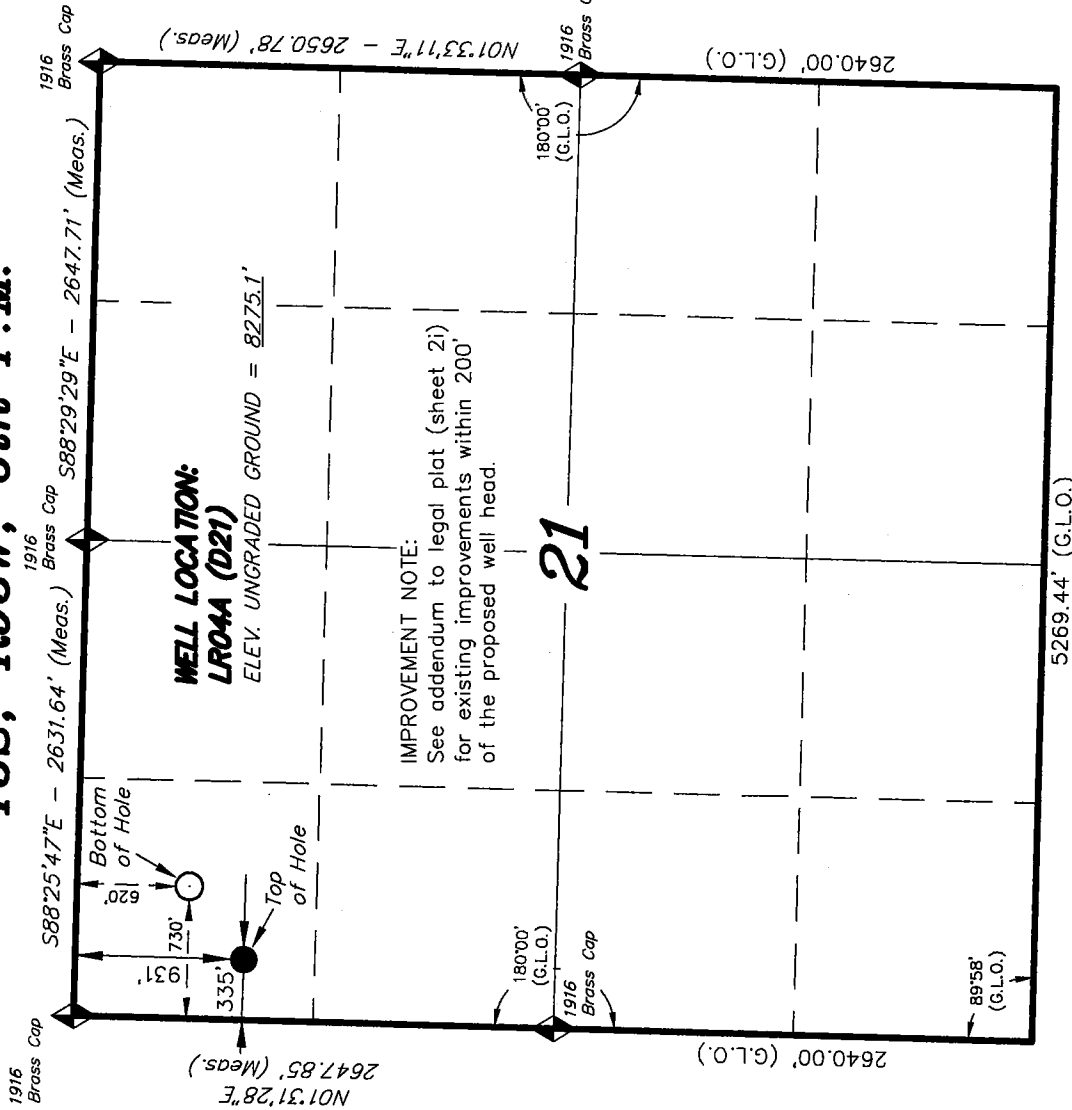 1916
Brass Cap
S88°25'47"E - 2631.64' (Meas.)
1916
Brass Cap
S88°29'29"E - 2647.71' (Meas.)
1916
Brass Cap
Bottom
of Hole
620'
730'
931'
335'
Top
of Hole
WELL LOCATION:
LR04A (D21)
ELEV. UNGRADED GROUND = 8275.1'
N01°33'11"E - 2650.78' (Meas.)
N01°31'28"E
2647.85' (Meas.)
IMPROVEMENT NOTE:
See addendum to legal plat (sheet 2i)
for existing improvements within 200'
of the proposed well head.
180°00'
(G.L.O.)
1916
Brass Cap
21
180°00'
(G.L.O.)
1916
Brass
2640.00' (G.L.O.)
2640.00' (G.L.O.)
89°58'
(G.L.O.)
5269.44' (G.L.O.)